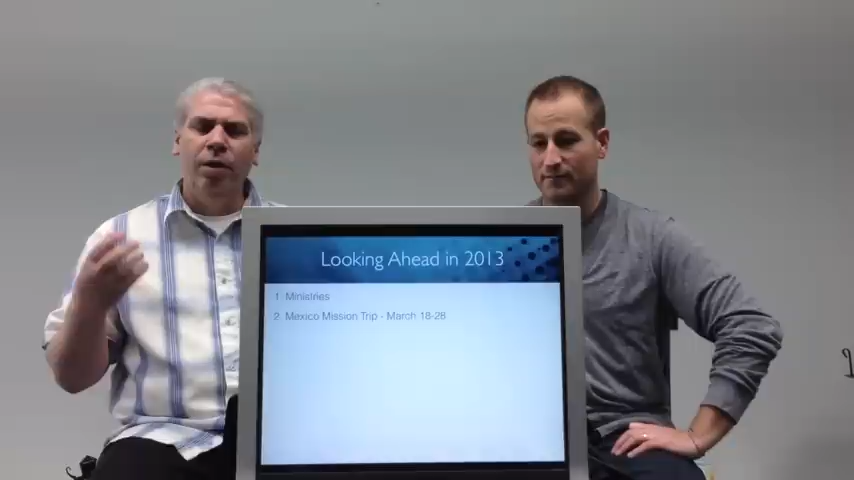 Looking Ahead in 2013
1 Ministries
2 Mexico Mission Trip - March 18-28